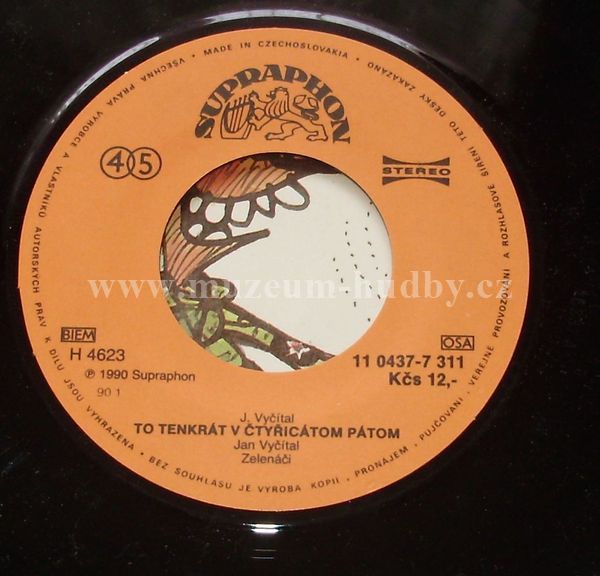 VŠECHNA PRÁVA VÝROBCE A VLASTNÍKŮ AUTORSKÝCH PRÁV K DÍLU JSOU VYHRAZENA • BEZ SOUHLASU JE VÝROBA KOPIÍ • PRONÁJEM • PŮJČOVÁNÍ • VEŘEJNÉ PROVOZOVÁNÍ A ROZHLASOVÉ ŠÍŘENÍ TÉTO DESKY ZAKÁZÁNO
• MADE IN CZECHOSLOVAKIA •
SUPRAPHON
45
STEREO
www.muzeum-hudby.cz
BIEM
OSA
H 4623
11 0437-7 311
℗ 1990 Supraphon
Kčs 12,-
90 1
J. Vyčítal
TO TENKRÁT V ČTYŘICÁTOM PÁTOM
Jan Vyčítal
Zelenáči